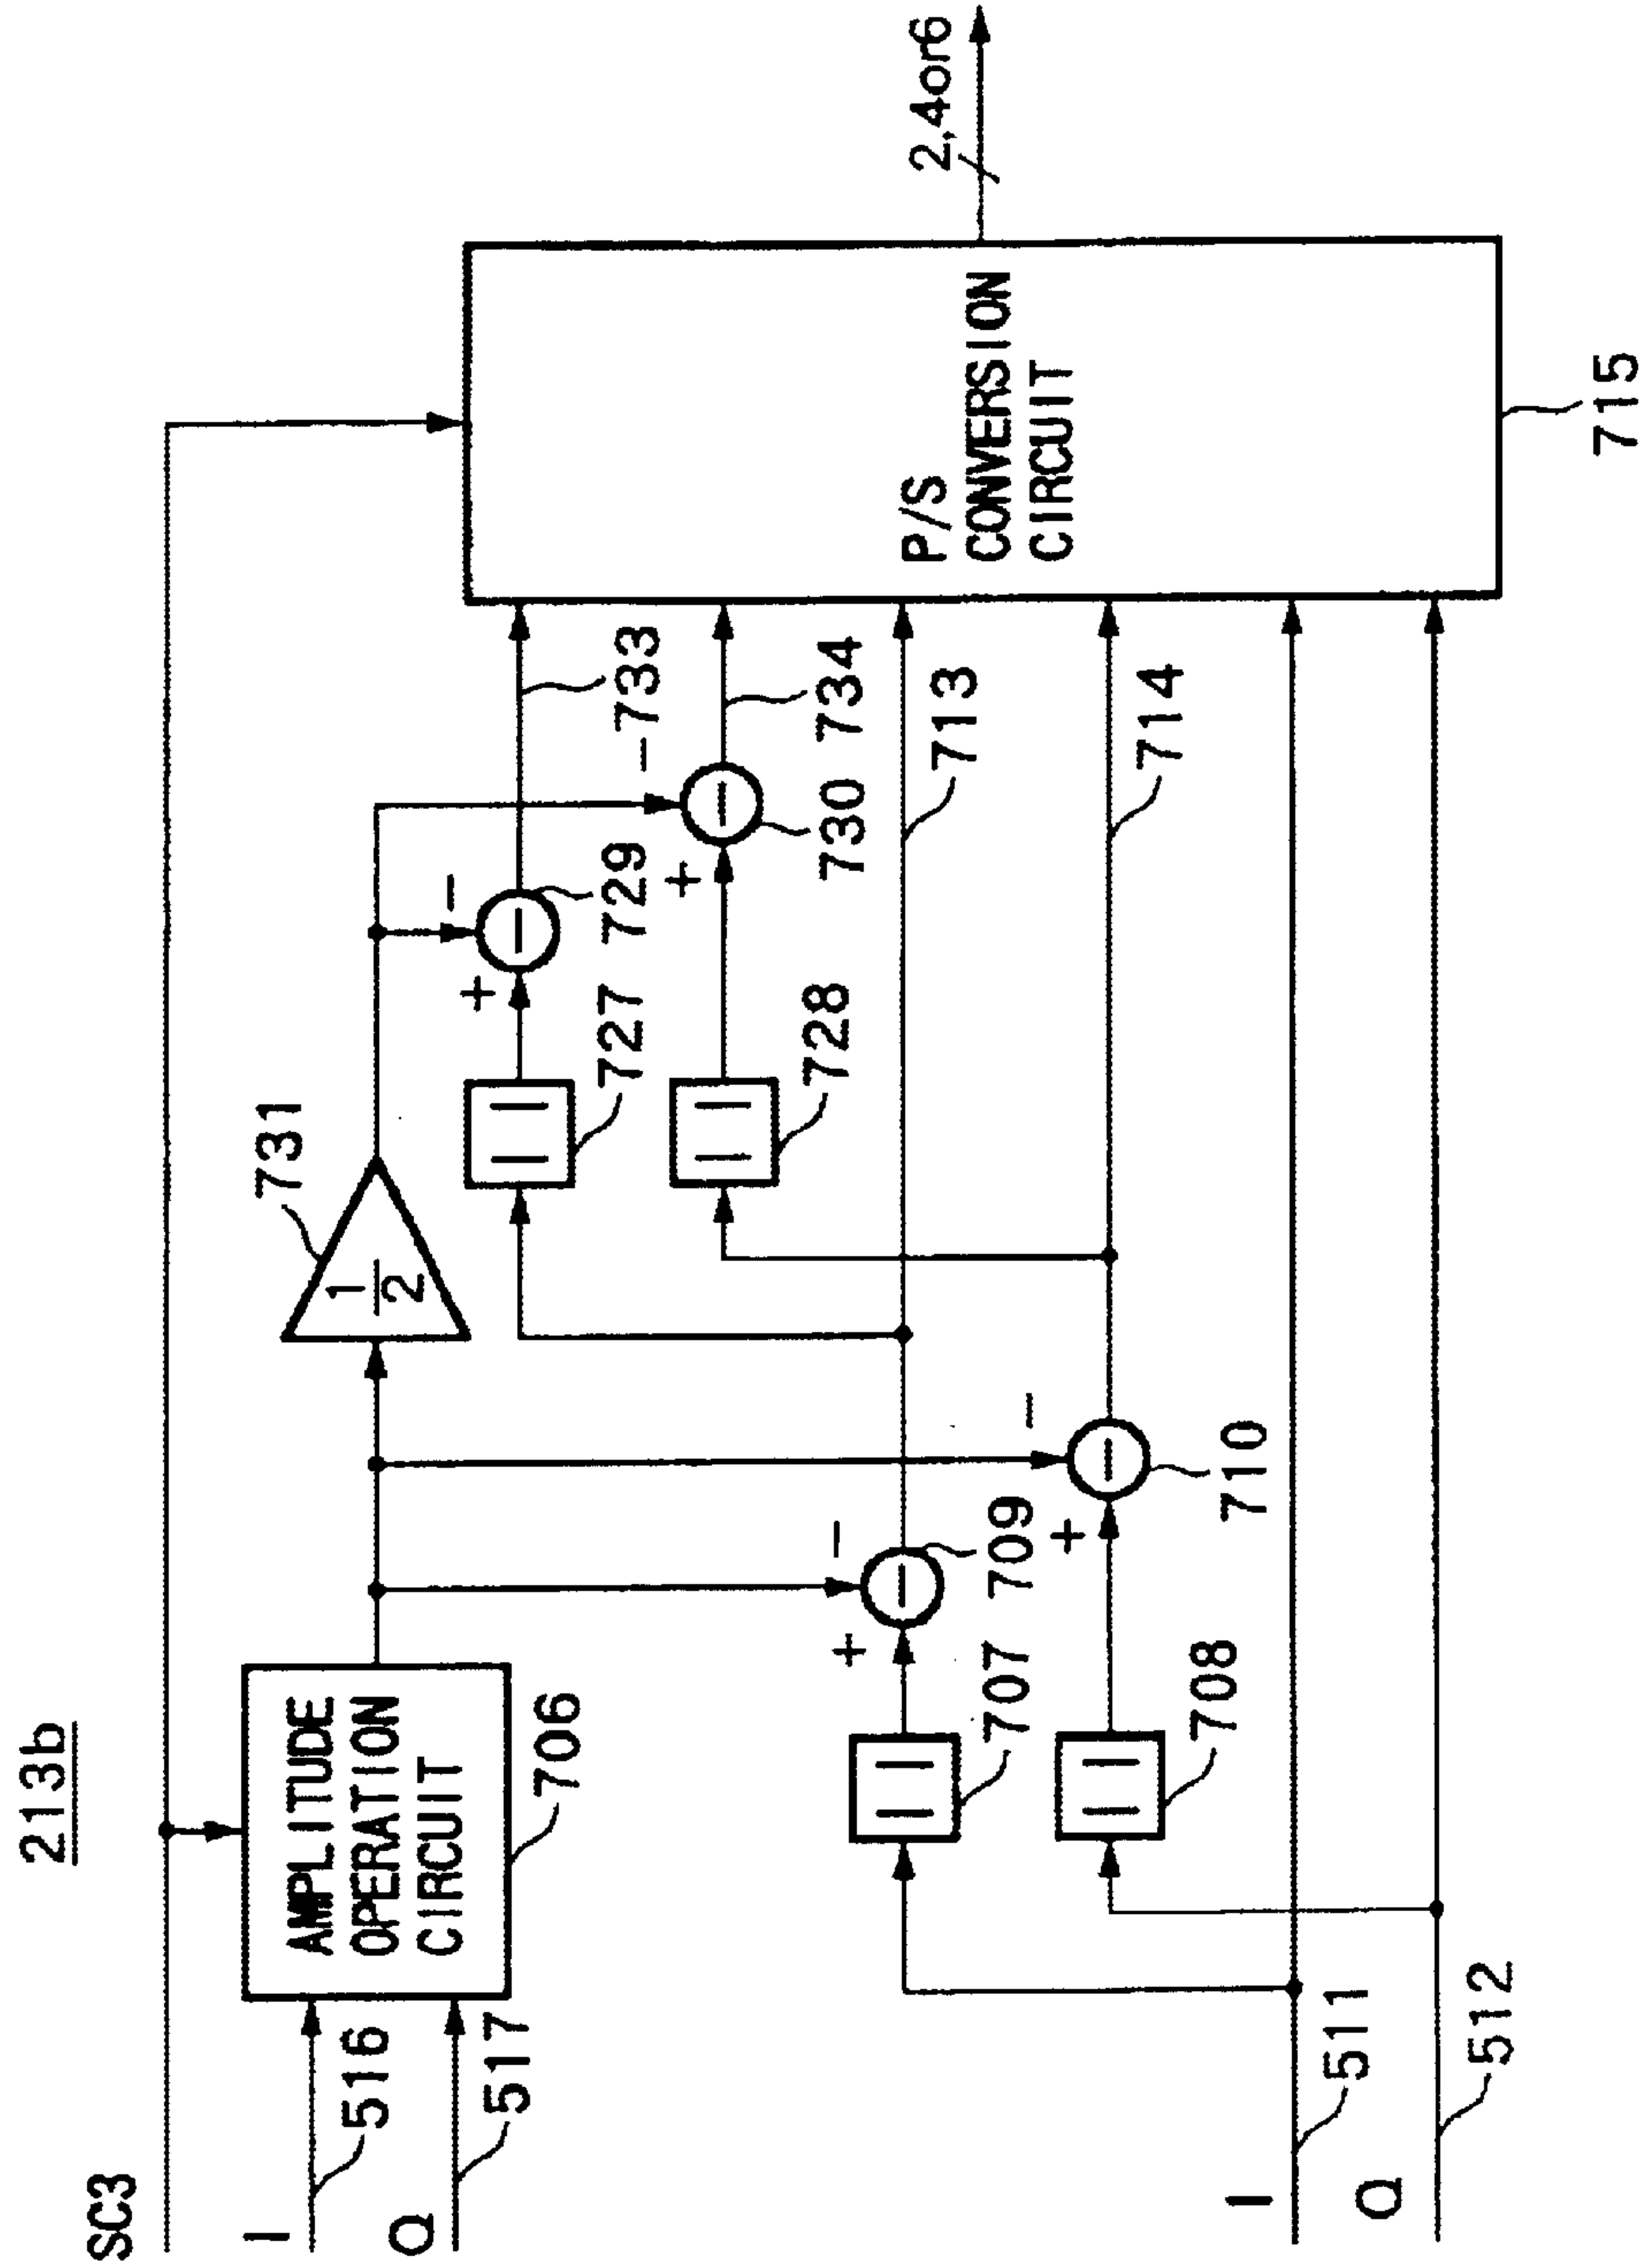 213b
SC3
I
516
Q
517
AMPLITUDE
OPERATION
CIRCUIT
706
731
1
2
-
+
729
727
733
-
+
730
734
728
-
+
709
707
713
-
+
710
708
714
I
511
Q
512
P/S
CONVERSION
CIRCUIT
715
2,4or6